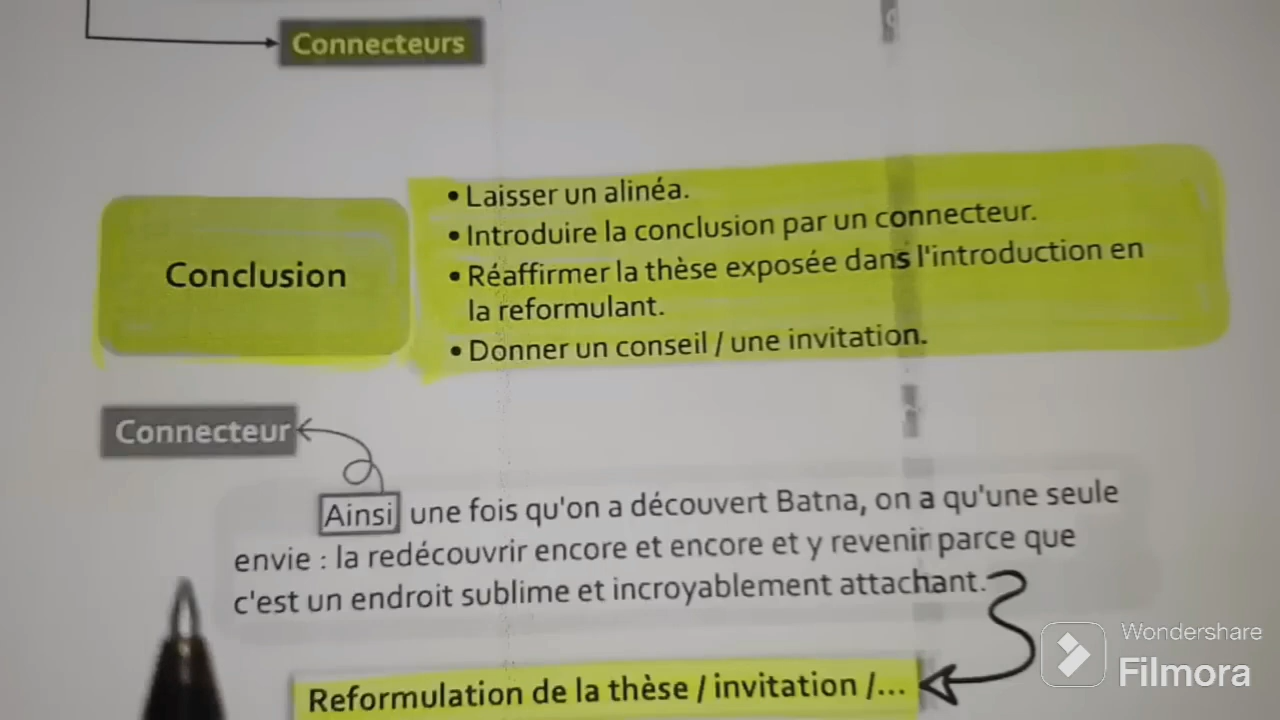 Connecteurs
Conclusion
• Laisser un alinéa.
• Introduire la conclusion par un connecteur.
• Réaffirmer la thèse exposée dans l'introduction en
la reformulant.
• Donner un conseil / une invitation.
Connecteur
Ainsi une fois qu'on a découvert Batna, on a qu'une seule
envie : la redécouvrir encore et encore et y revenir parce que
c'est un endroit sublime et incroyablement attachant.
Reformulation de la thèse / invitation /...
Wondershare
Filmora